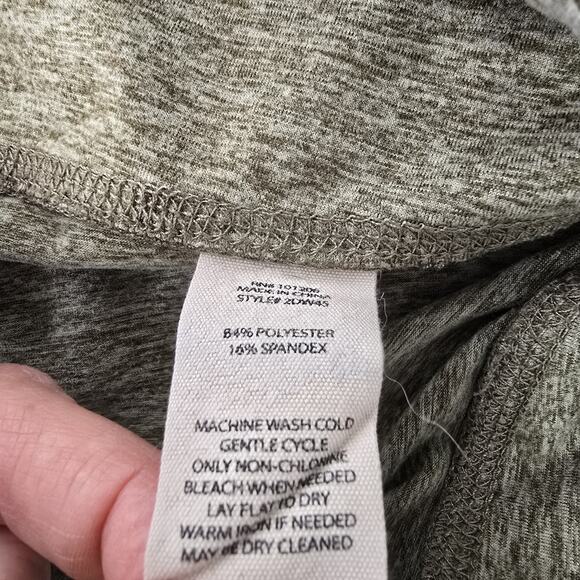 RN# 101206
MADE IN CHINA
STYLE# 2DW45
84% POLYESTER
16% SPANDEX
MACHINE WASH COLD
GENTLE CYCLE
ONLY NON-CHLORINE
BLEACH WHEN NEEDED
LAY FLAT TO DRY
WARM IRON IF NEEDED
MAY BE DRY CLEANED